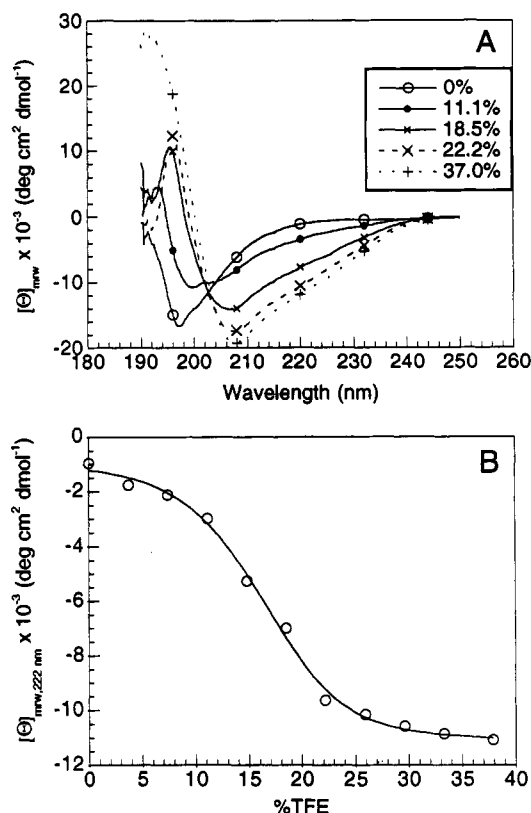 A
30
20
10
0
-10
-20
[Θ]mrw x 10⁻³ (deg cm² dmol⁻¹)
0%
11.1%
18.5%
22.2%
37.0%
180 190 200 210 220 230 240 250 260
Wavelength (nm)
B
0
-2
-4
-6
-8
-10
-12
[Θ]mrw,222 nm x 10⁻³ (deg cm² dmol⁻¹)
0 5 10 15 20 25 30 35 40
%TFE